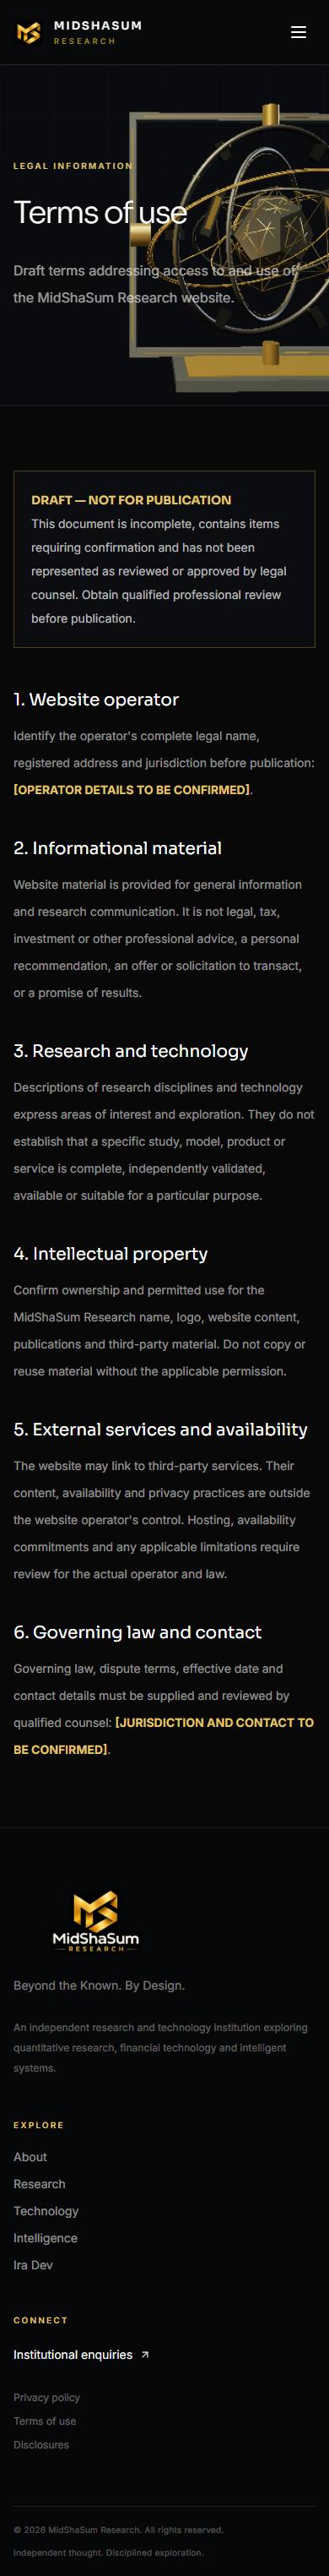 MIDSHASUM
RESEARCH
LEGAL INFORMATION
Terms of use
Draft terms addressing access to and use of
the MidShaSum Research website.
DRAFT — NOT FOR PUBLICATION
This document is incomplete, contains items
requiring confirmation and has not been
represented as reviewed or approved by legal
counsel. Obtain qualified professional review
before publication.
1. Website operator
Identify the operator's complete legal name,
registered address and jurisdiction before publication:
[OPERATOR DETAILS TO BE CONFIRMED].
2. Informational material
Website material is provided for general information
and research communication. It is not legal, tax,
investment or other professional advice, a personal
recommendation, an offer or solicitation to transact,
or a promise of results.
3. Research and technology
Descriptions of research disciplines and technology
express areas of interest and exploration. They do not
establish that a specific study, model, product or
service is complete, independently validated,
available or suitable for a particular purpose.
4. Intellectual property
Confirm ownership and permitted use for the
MidShaSum Research name, logo, website content,
publications and third-party material. Do not copy or
reuse material without the applicable permission.
5. External services and availability
The website may link to third-party services. Their
content, availability and privacy practices are outside
the website operator's control. Hosting, availability
commitments and any applicable limitations require
review for the actual operator and law.
6. Governing law and contact
Governing law, dispute terms, effective date and
contact details must be supplied and reviewed by
qualified counsel: [JURISDICTION AND CONTACT TO
BE CONFIRMED].
MidShaSum
RESEARCH
Beyond the Known. By Design.
An independent research and technology institution exploring
quantitative research, financial technology and intelligent
systems.
EXPLORE
About
Research
Technology
Intelligence
Ira Dev
CONNECT
Institutional enquiries ↗
Privacy policy
Terms of use
Disclosures
© 2026 MidShaSum Research. All rights reserved.
Independent thought. Disciplined exploration.